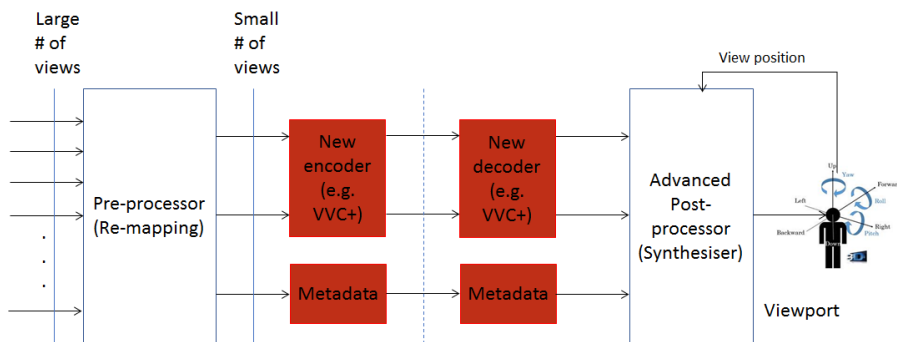 Large
# of
views
Small
# of
views
View position
Pre-processor
(Re-mapping)
New
encoder
(e.g.
VVC+)
New
decoder
(e.g.
VVC+)
Advanced
Post-
processor
(Synthesiser)
Metadata
Metadata
Up
Yaw
Forward
Roll
Left
Right
Backward
Pitch
Down
Viewport